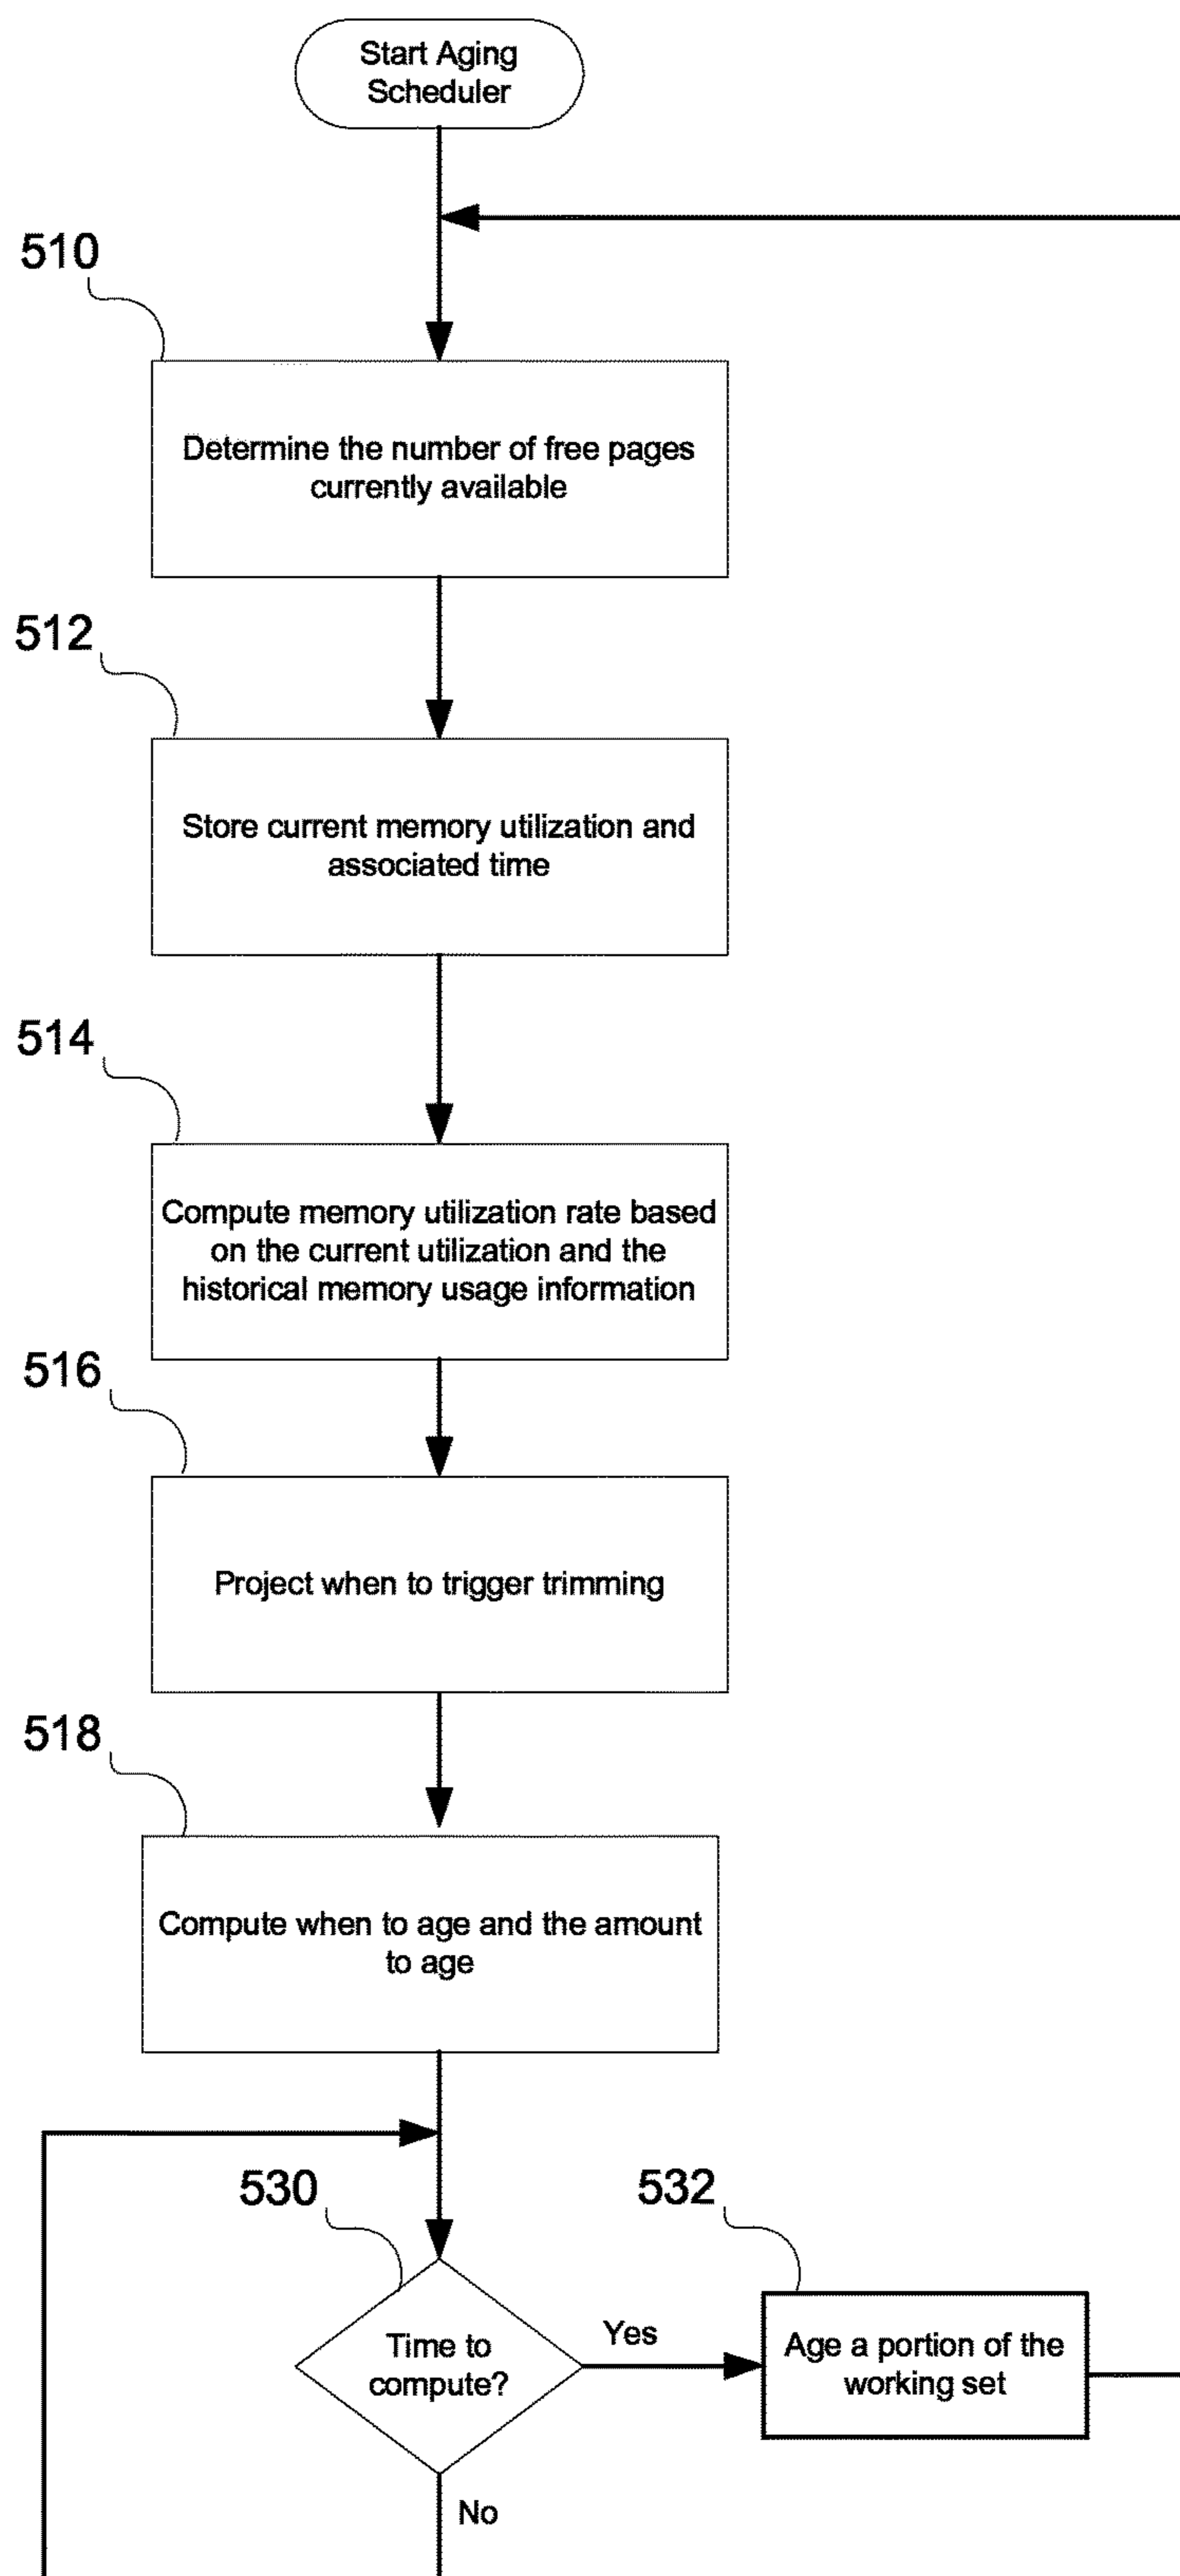 Start Aging
Scheduler
510
Determine the number of free pages
currently available
512
Store current memory utilization and
associated time
514
Compute memory utilization rate based
on the current utilization and the
historical memory usage information
516
Project when to trigger trimming
518
Compute when to age and the amount
to age
530
532
Time to
compute?
Yes
Age a portion of the
working set
No